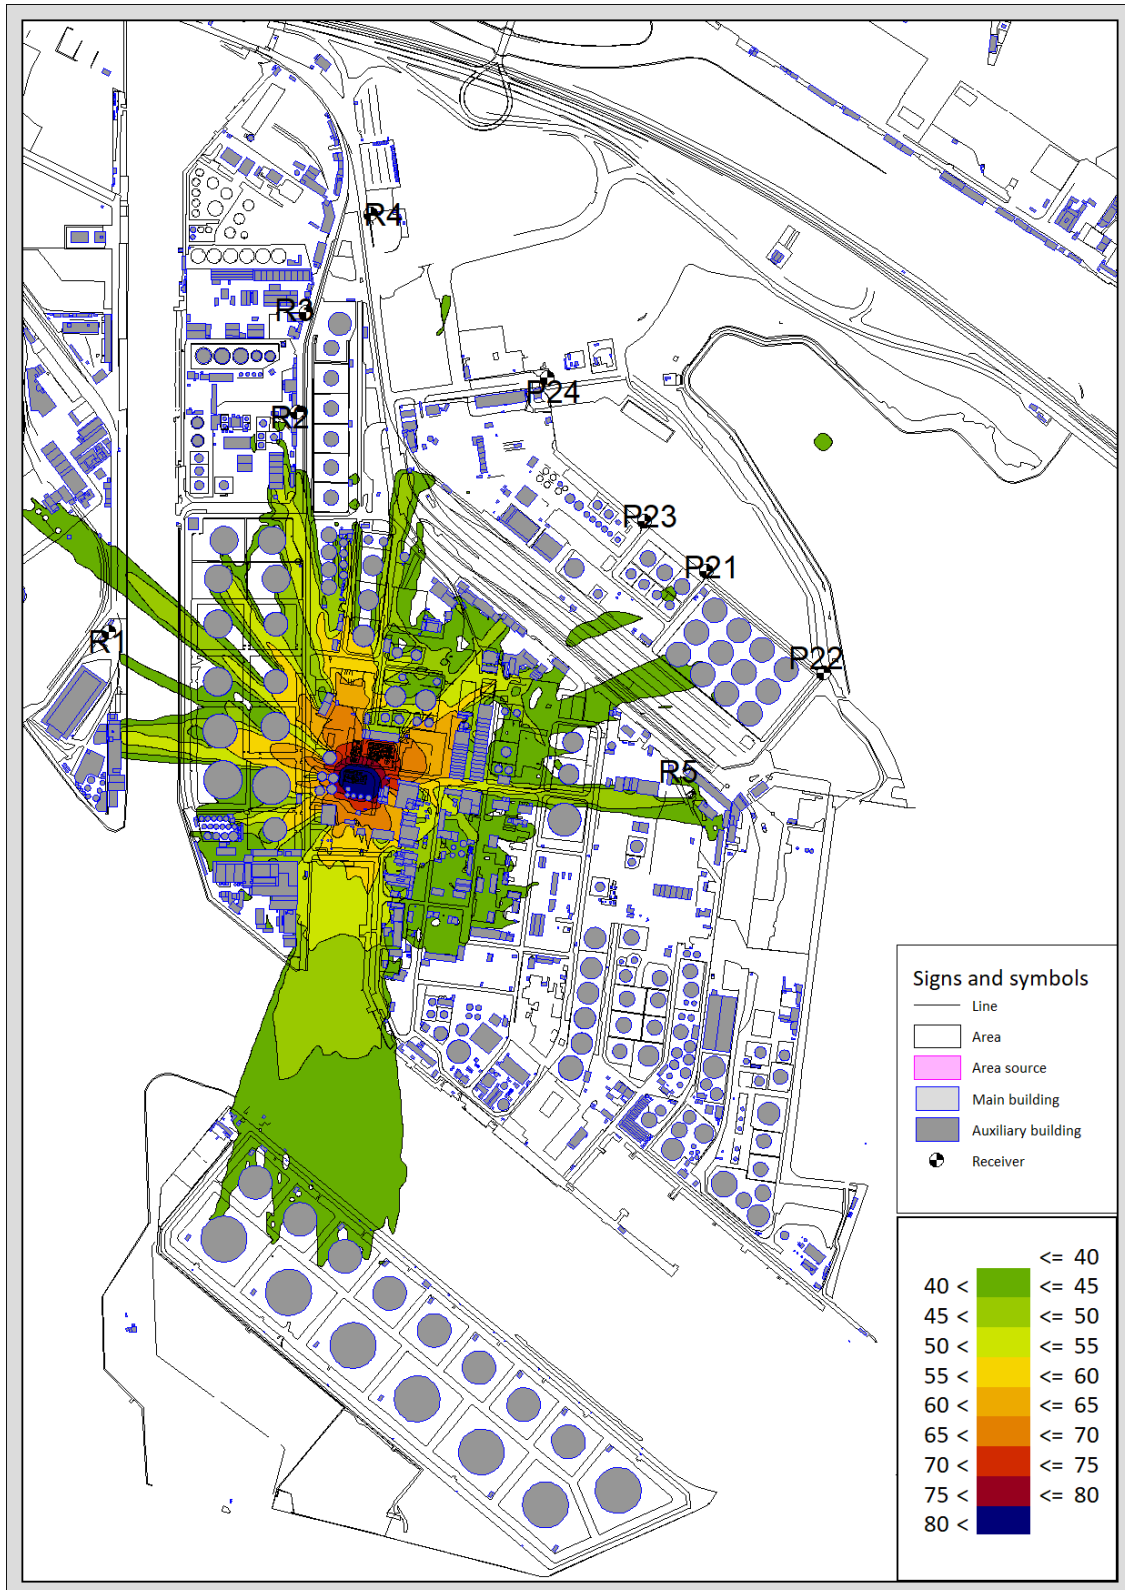 R4
R3
P24
R2
P23
P21
R1
P22
R5
Signs and symbols
Line
Area
Area source
Main building
Auxiliary building
Receiver
<= 40
40 < <= 45
45 < <= 50
50 < <= 55
55 < <= 60
60 < <= 65
65 < <= 70
70 < <= 75
75 < <= 80
80 <